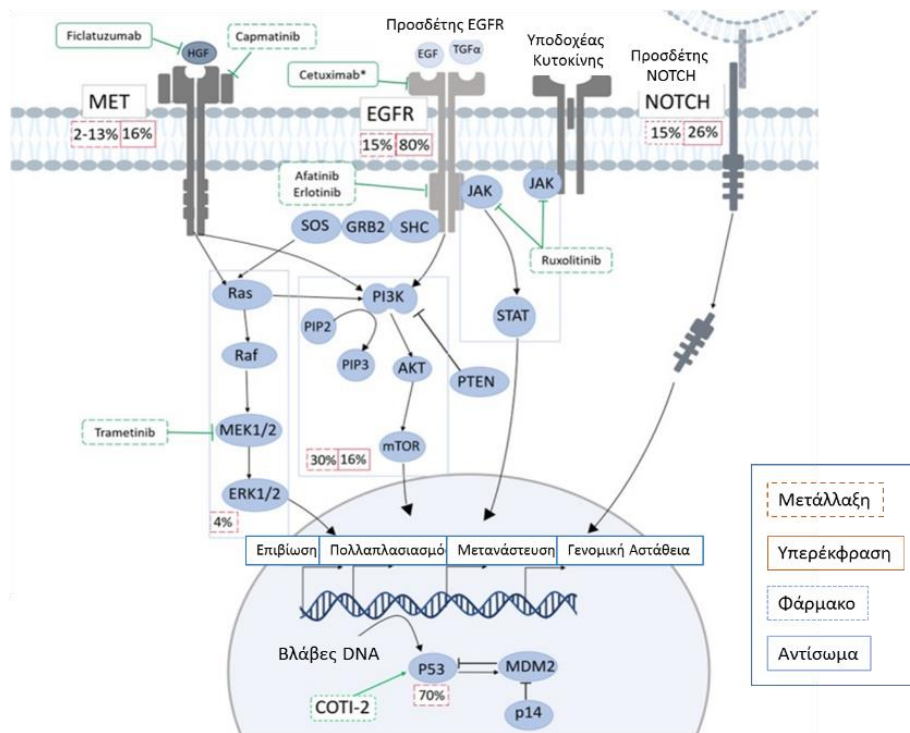 Προσδέτης EGFR
Ficlatuzumab
HGF
Capmatinib
EGF
TGFα
Υποδοχέας
Κυτοκίνης
Προσδέτης
NOTCH
Cetuximab*
MET
2-13% 16%
EGFR
15% 80%
NOTCH
15% 26%
Afatinib
Erlotinib
JAK
JAK
SOS
GRB2
SHC
Ruxolitinib
Ras
PI3K
PIP2
STAT
Raf
PIP3
AKT
PTEN
Trametinib
MEK1/2
mTOR
30% 16%
ERK1/2
4%
Επιβίωση
Πολλαπλασιασμό
Μετανάστευση
Γενομική Αστάθεια
Βλάβες DNA
P53
MDM2
70%
COTI-2
p14
Μετάλλαξη
Υπερέκφραση
Φάρμακο
Αντίσωμα